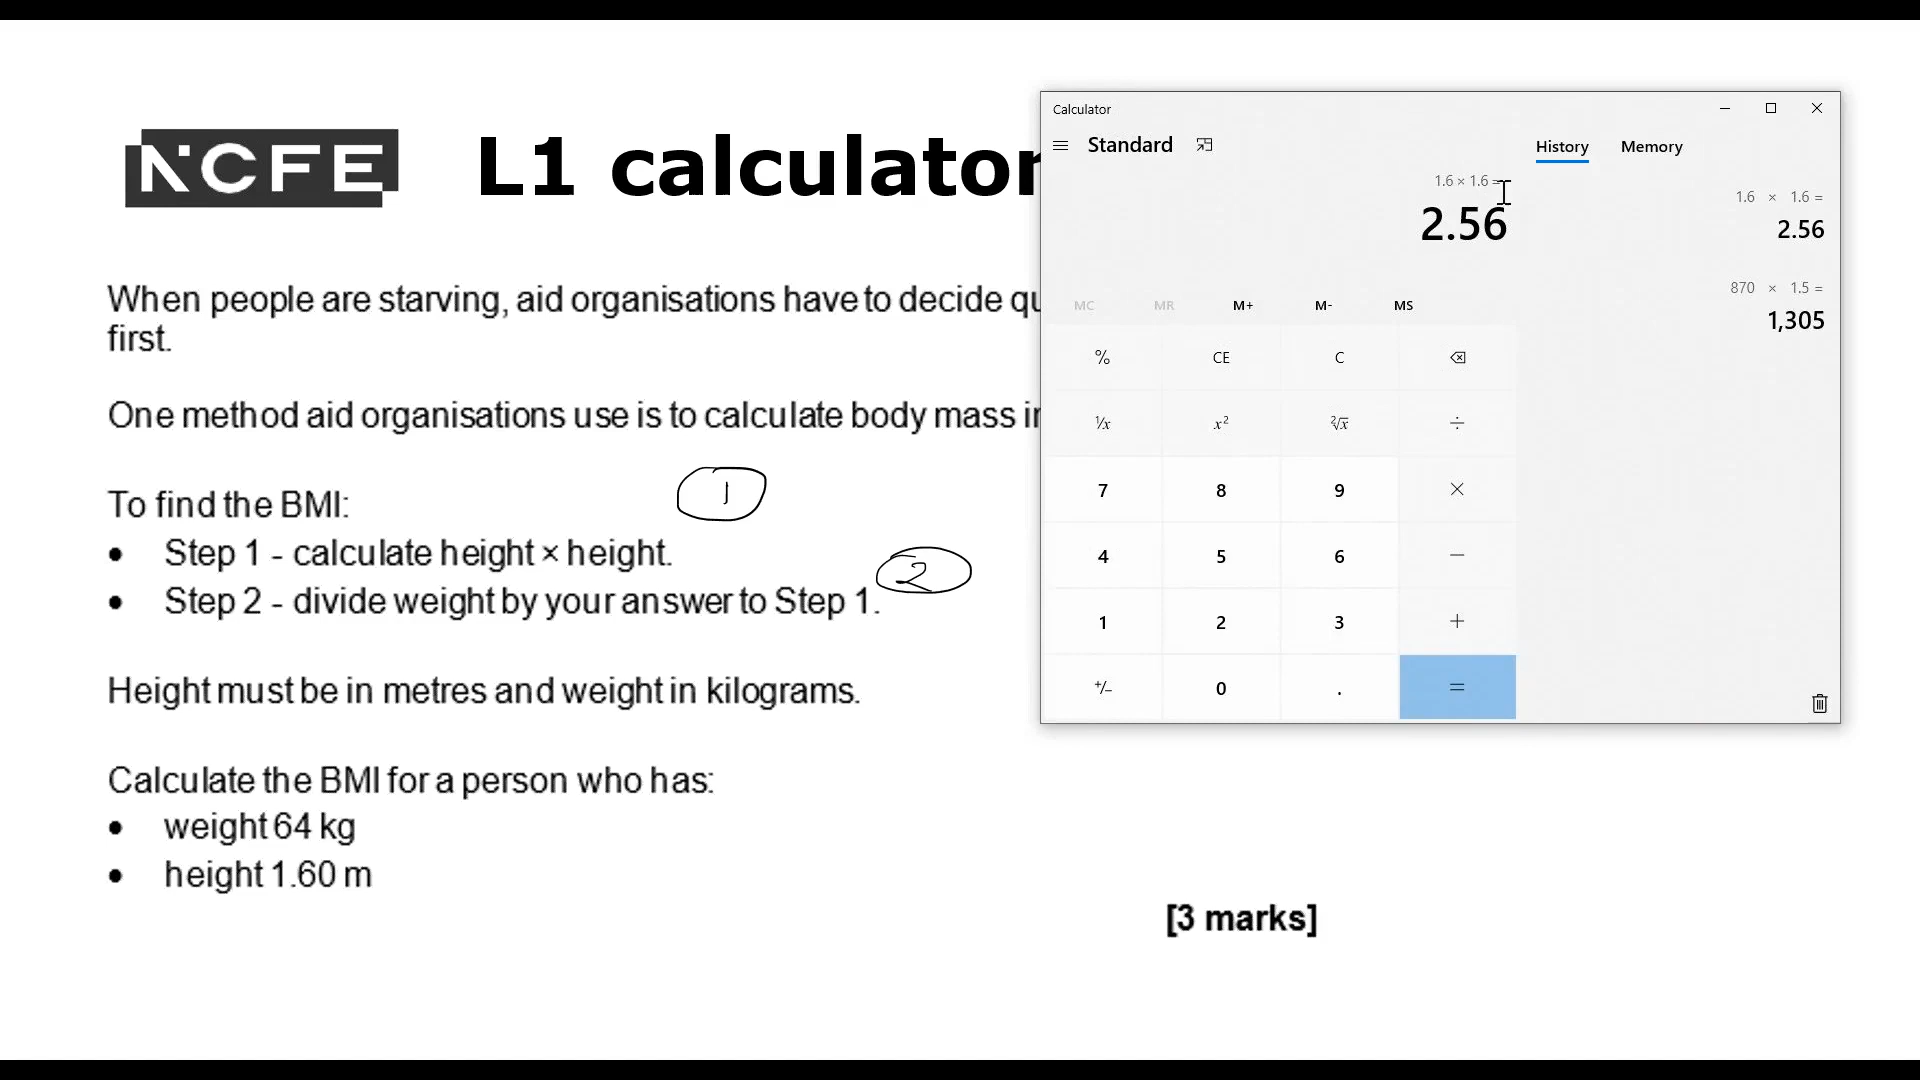 NCFE
L1 calculator
When people are starving, aid organisations have to decide qu
first.
One method aid organisations use is to calculate body mass in
To find the BMI:
1
• Step 1 - calculate height × height.
2
• Step 2 - divide weight by your answer to Step 1.
Height must be in metres and weight in kilograms.
Calculate the BMI for a person who has:
• weight 64 kg
• height 1.60 m
[3 marks]
Calculator
Standard
History Memory
1.6 × 1.6 =
2.56
1.6 × 1.6 =
2.56
870 × 1.5 =
1,305
MC MR M+ M- MS
% CE C
1/x x² ²√x ÷
7 8 9 ×
4 5 6 −
1 2 3 +
+/− 0 . =